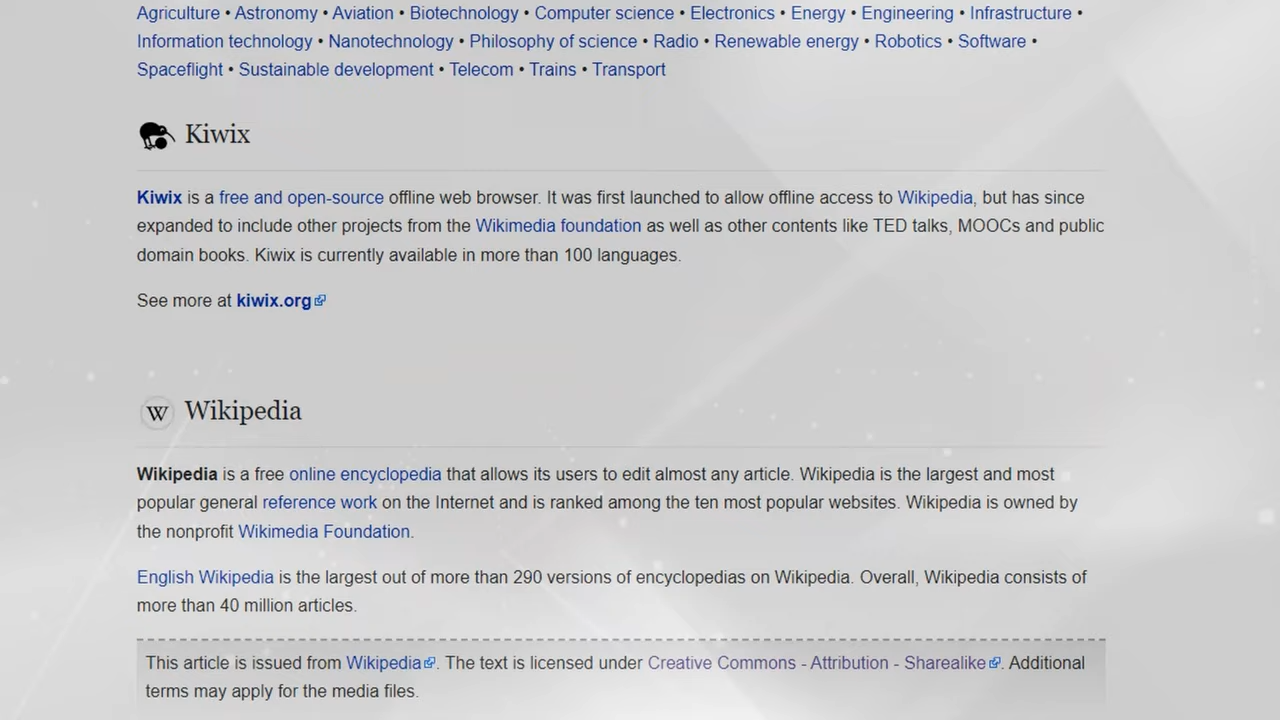 Agriculture • Astronomy • Aviation • Biotechnology • Computer science • Electronics • Energy • Engineering • Infrastructure •
Information technology • Nanotechnology • Philosophy of science • Radio • Renewable energy • Robotics • Software •
Spaceflight • Sustainable development • Telecom • Trains • Transport
Kiwix
Kiwix is a free and open-source offline web browser. It was first launched to allow offline access to Wikipedia, but has since
expanded to include other projects from the Wikimedia foundation as well as other contents like TED talks, MOOCs and public
domain books. Kiwix is currently available in more than 100 languages.
See more at kiwix.org
W Wikipedia
Wikipedia is a free online encyclopedia that allows its users to edit almost any article. Wikipedia is the largest and most
popular general reference work on the Internet and is ranked among the ten most popular websites. Wikipedia is owned by
the nonprofit Wikimedia Foundation.
English Wikipedia is the largest out of more than 290 versions of encyclopedias on Wikipedia. Overall, Wikipedia consists of
more than 40 million articles.
This article is issued from Wikipedia. The text is licensed under Creative Commons - Attribution - Sharealike. Additional
terms may apply for the media files.